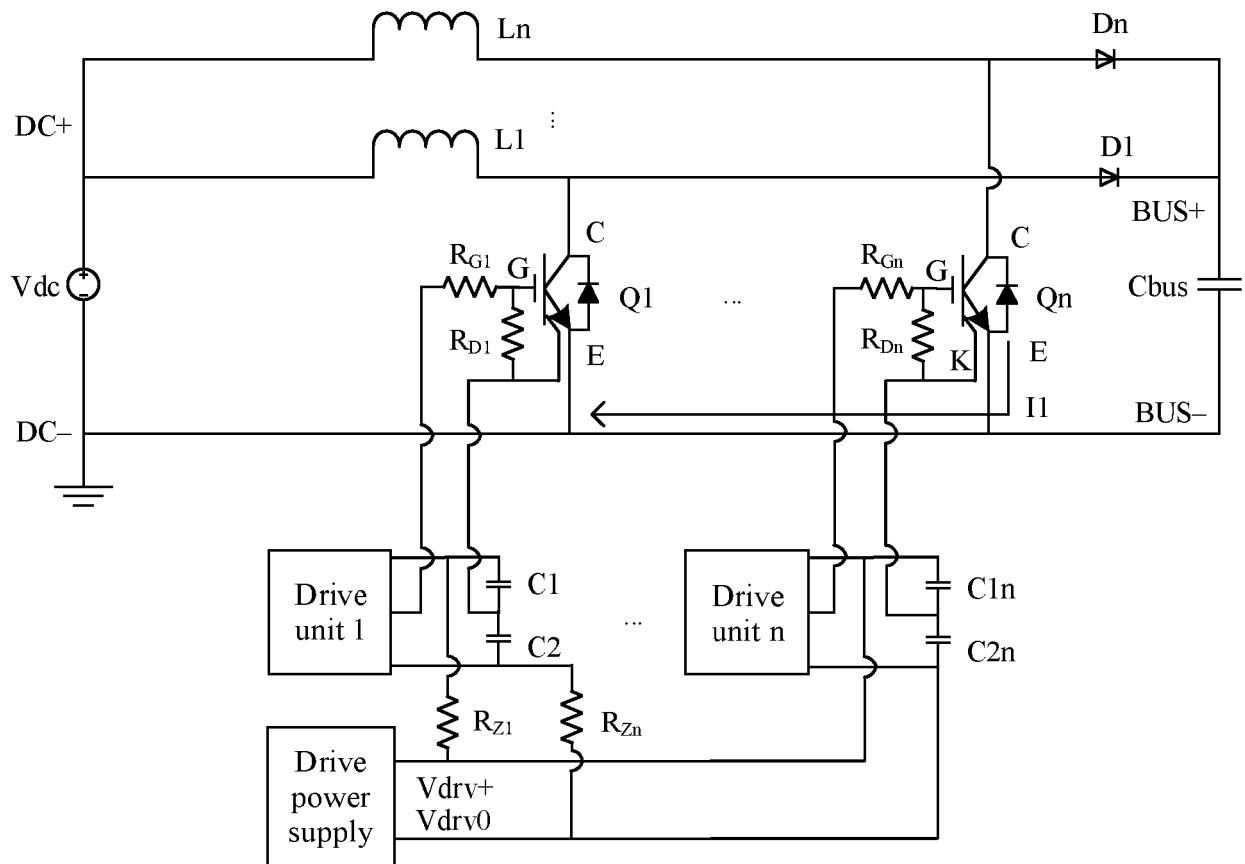 Ln
Dn
DC+
⋮
L1
D1
BUS+
C
C
RG1
G
RGn
G
Vdc
Q1
...
Qn
Cbus
RD1
E
RDn
K
E
I1
BUS–
DC–
Drive
unit 1
C1
C2
...
Drive
unit n
C1n
C2n
RZ1
RZn
Drive
power
supply
Vdrv+
Vdrv0